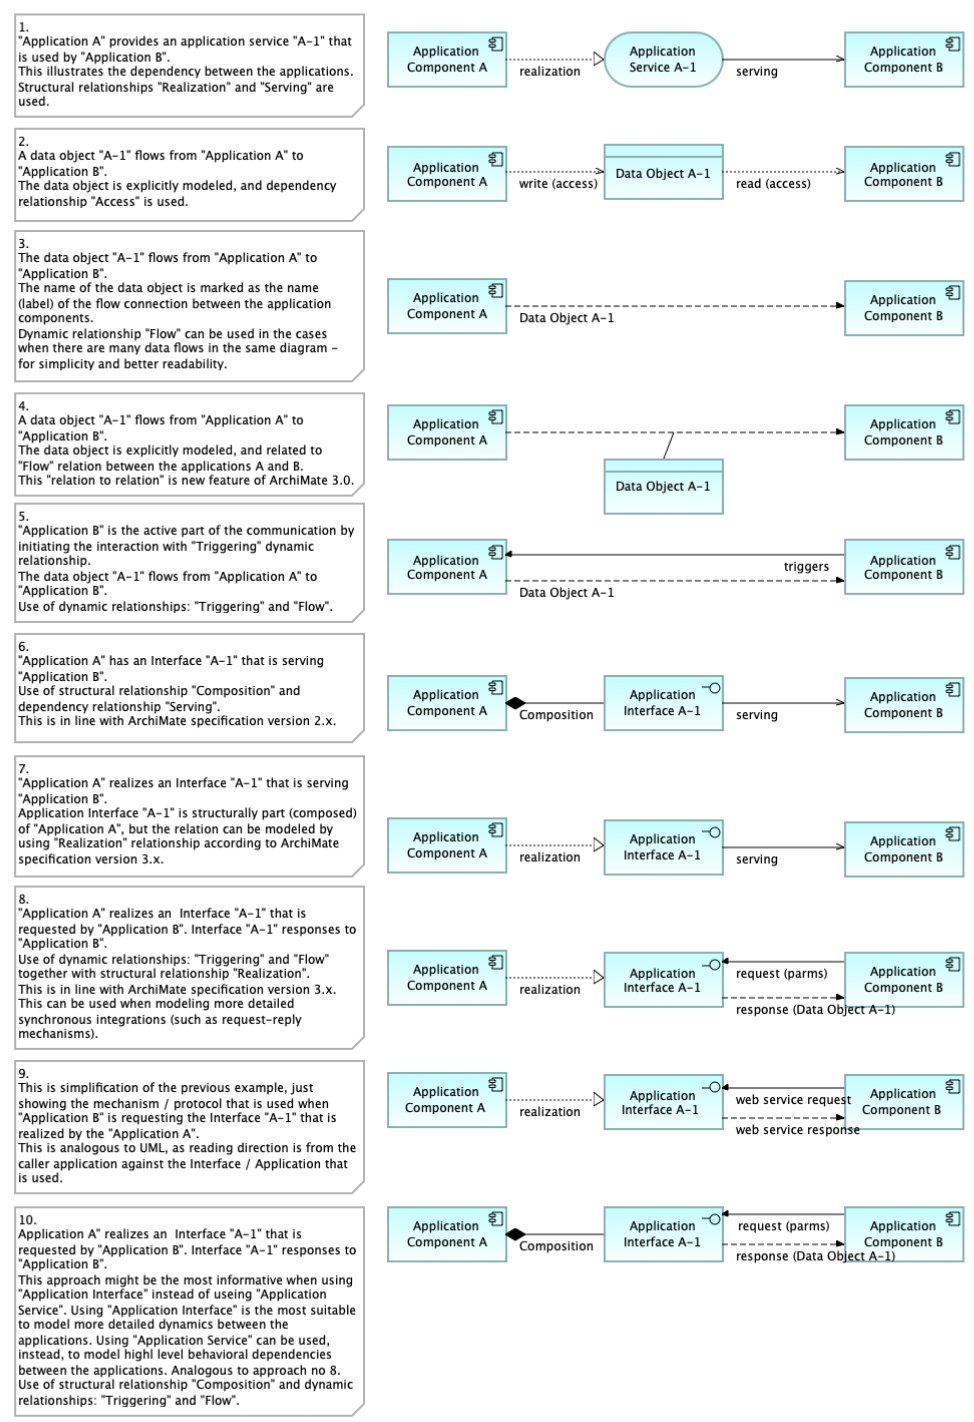 1.
"Application A" provides an application service "A-1" that
is used by "Application B".
This illustrates the dependency between the applications.
Structural relationships "Realization" and "Serving" are
used.
Application
Component A
realization
Application
Service A-1
serving
Application
Component B
2.
A data object "A-1" flows from "Application A" to
"Application B".
The data object is explicitly modeled, and dependency
relationship "Access" is used.
Application
Component A
write (access)
Data Object A-1
read (access)
Application
Component B
3.
The data object "A-1" flows from "Application A" to
"Application B".
The name of the data object is marked as the name
(label) of the flow connection between the application
components.
Dynamic relationship "Flow" can be used in the cases
when there are many data flows in the same diagram -
for simplicity and better readability.
Application
Component A
Data Object A-1
Application
Component B
4.
A data object "A-1" flows from "Application A" to
"Application B".
The data object is explicitly modeled, and related to
"Flow" relation between the applications A and B.
This "relation to relation" is new feature of ArchiMate 3.0.
Application
Component A
Data Object A-1
Application
Component B
5.
"Application B" is the active part of the communication by
initiating the interaction with "Triggering" dynamic
relationship.
The data object "A-1" flows from "Application A" to
"Application B".
Use of dynamic relationships: "Triggering" and "Flow".
Application
Component A
triggers
Data Object A-1
Application
Component B
6.
"Application A" has an Interface "A-1" that is serving
"Application B".
Use of structural relationship "Composition" and
dependency relationship "Serving".
This is in line with ArchiMate specification version 2.x.
Application
Component A
Composition
Application
Interface A-1
serving
Application
Component B
7.
"Application A" realizes an Interface "A-1" that is serving
"Application B".
Application Interface "A-1" is structurally part (composed)
of "Application A", but the relation can be modeled by
using "Realization" relationship according to ArchiMate
specification version 3.x.
Application
Component A
realization
Application
Interface A-1
serving
Application
Component B
8.
"Application A" realizes an  Interface "A-1" that is
requested by "Application B". Interface "A-1" responses to
"Application B".
Use of dynamic relationships: "Triggering" and "Flow"
together with structural relationship "Realization".
This is in line with ArchiMate specification version 3.x.
This can be used when modeling more detailed
synchronous integrations (such as request-reply
mechanisms).
Application
Component A
realization
Application
Interface A-1
request (parms)
response (Data Object A-1)
Application
Component B
9.
This is simplification of the previous example, just
showing the mechanism / protocol that is used when
"Application B" is requesting the Interface "A-1" that is
realized by the "Application A".
This is analogous to UML, as reading direction is from the
caller application against the Interface / Application that
is used.
Application
Component A
realization
Application
Interface A-1
web service request
web service response
Application
Component B
10.
Application A" realizes an  Interface "A-1" that is
requested by "Application B". Interface "A-1" responses to
"Application B".
This approach might be the most informative when using
"Application Interface" instead of useing "Application
Service". Using "Application Interface" is the most suitable
to model more detailed dynamics between the
applications. Using "Application Service" can be used,
instead, to model highl level behavioral dependencies
between the applications. Analogous to approach no 8.
Use of structural relationship "Composition" and dynamic
relationships: "Triggering" and "Flow".
Application
Component A
Composition
Application
Interface A-1
request (parms)
response (Data Object A-1)
Application
Component B